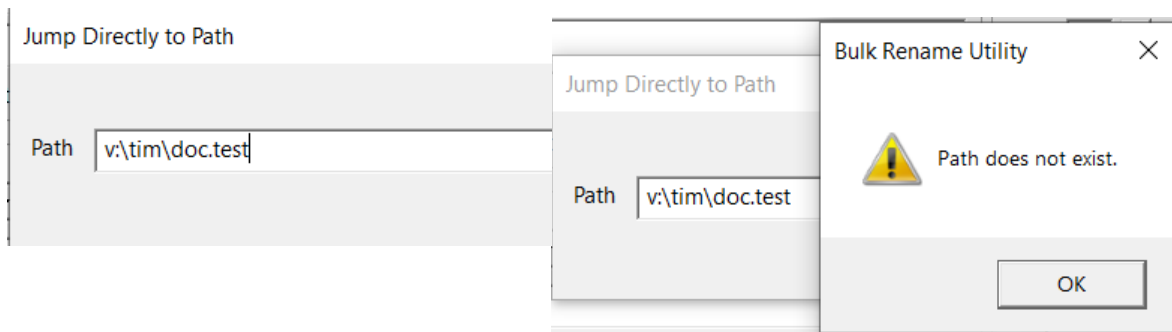 Jump Directly to Path
Path v:\tim\doc.test
Jump Directly to Path
Path v:\tim\doc.test
Bulk Rename Utility
Path does not exist.
OK